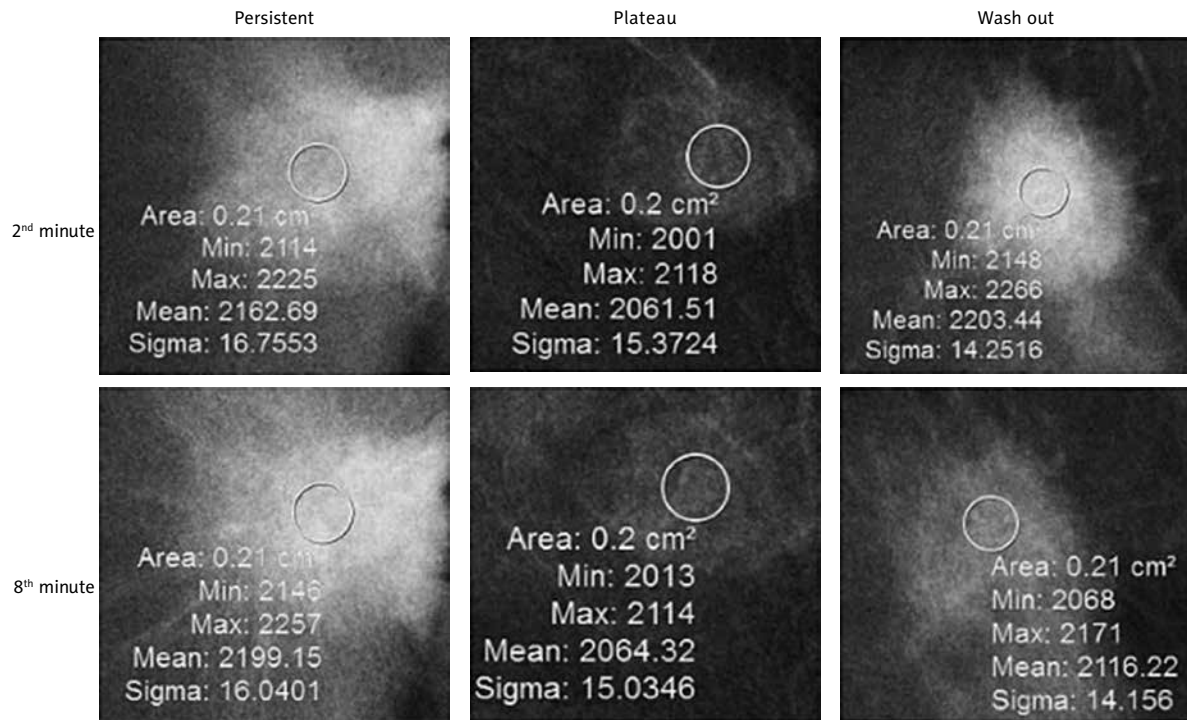 Persistent
Plateau
Wash out
2nd minute
Area: 0.21 cm²
Min: 2114
Max: 2225
Mean: 2162.69
Sigma: 16.7553
Area: 0.2 cm²
Min: 2001
Max: 2118
Mean: 2061.51
Sigma: 15.3724
Area: 0.21 cm²
Min: 2148
Max: 2266
Mean: 2203.44
Sigma: 14.2516
8th minute
Area: 0.21 cm²
Min: 2146
Max: 2257
Mean: 2199.15
Sigma: 16.0401
Area: 0.2 cm²
Min: 2013
Max: 2114
Mean: 2064.32
Sigma: 15.0346
Area: 0.21 cm²
Min: 2068
Max: 2171
Mean: 2116.22
Sigma: 14.156